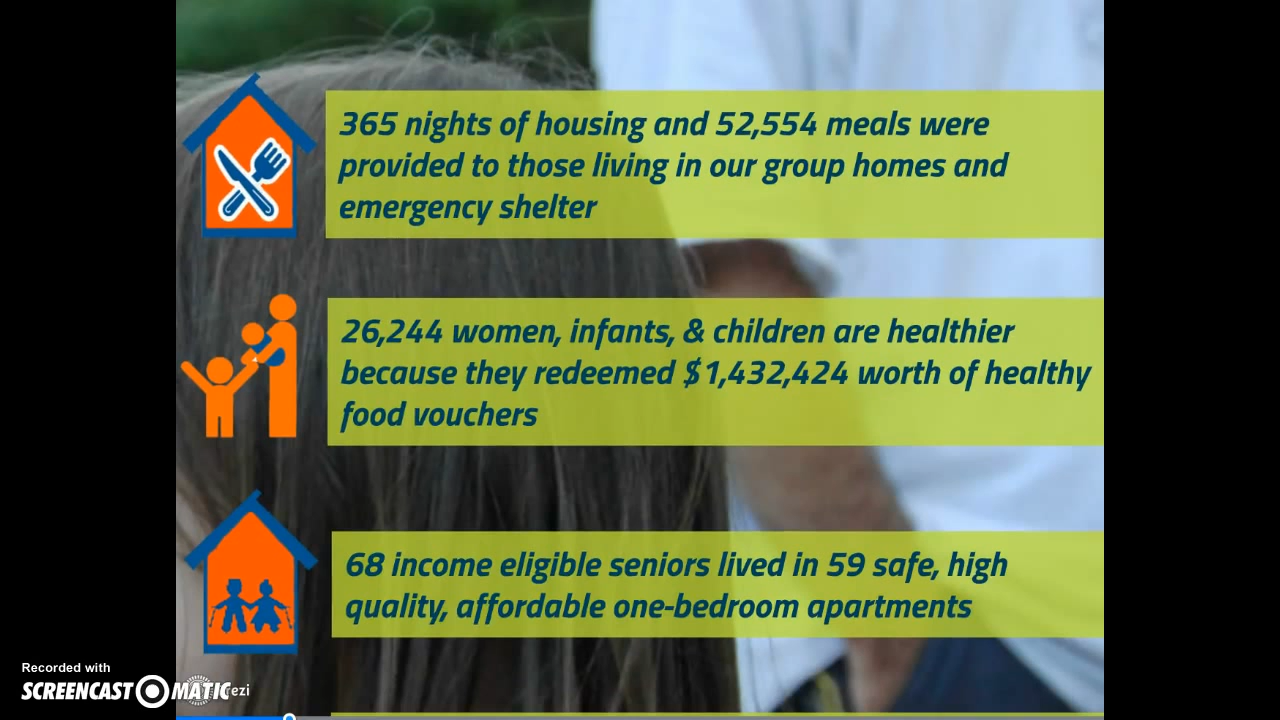 365 nights of housing and 52,554 meals were
provided to those living in our group homes and
emergency shelter
26,244 women, infants, & children are healthier
because they redeemed $1,432,424 worth of healthy
food vouchers
68 income eligible seniors lived in 59 safe, high
quality, affordable one-bedroom apartments
Recorded with
SCREENCAST MATIC